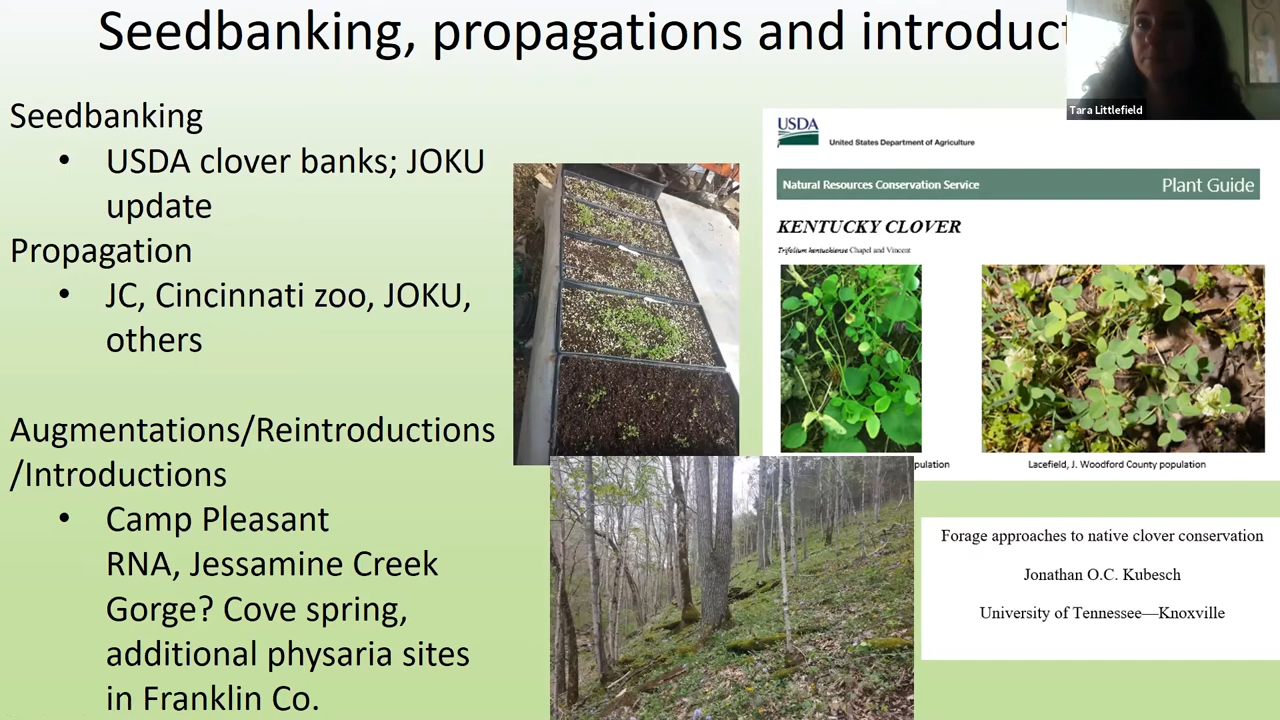 Seedbanking, propagations and introduct
Tara Littlefield
Seedbanking
• USDA clover banks; JOKU
update
Propagation
• JC, Cincinnati zoo, JOKU,
others
Augmentations/Reintroductions
/Introductions
• Camp Pleasant
RNA, Jessamine Creek
Gorge? Cove spring,
additional physaria sites
in Franklin Co.
USDA
United States Department of Agriculture
Natural Resources Conservation Service
Plant Guide
KENTUCKY CLOVER
Trifolium kentuckiense Chapel and Vincent
pulation
Lacefield, J. Woodford County population
Forage approaches to native clover conservation
Jonathan O.C. Kubesch
University of Tennessee—Knoxville